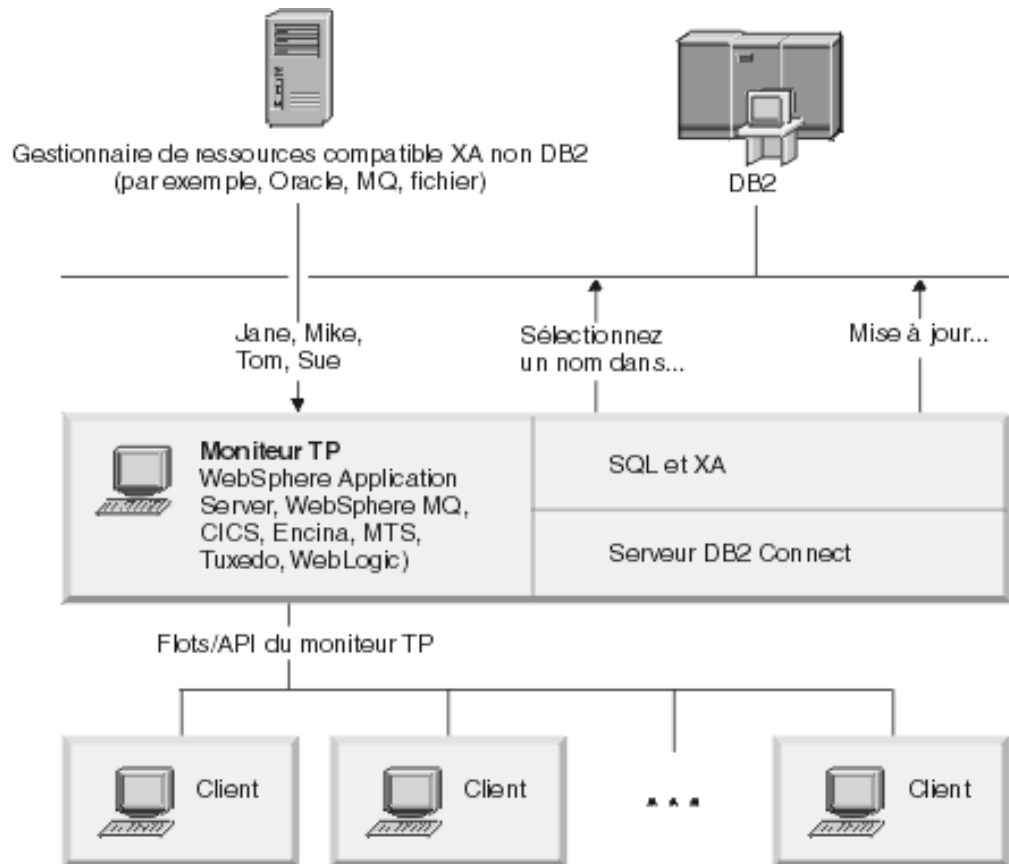 Gestionnaire de ressources compatible XA non DB2
(par exemple, Oracle, MQ, fichier)
DB2
Jane, Mike,
Tom, Sue
Sélectionnez
un nom dans...
Mise à jour...
Moniteur TP
WebSphere Application
Server, WebSphere MQ,
CICS, Encina, MTS,
Tuxedo, WebLogic)
SQL et XA
Serveur DB2 Connect
Flots/API du moniteur TP
Client
Client
...
Client